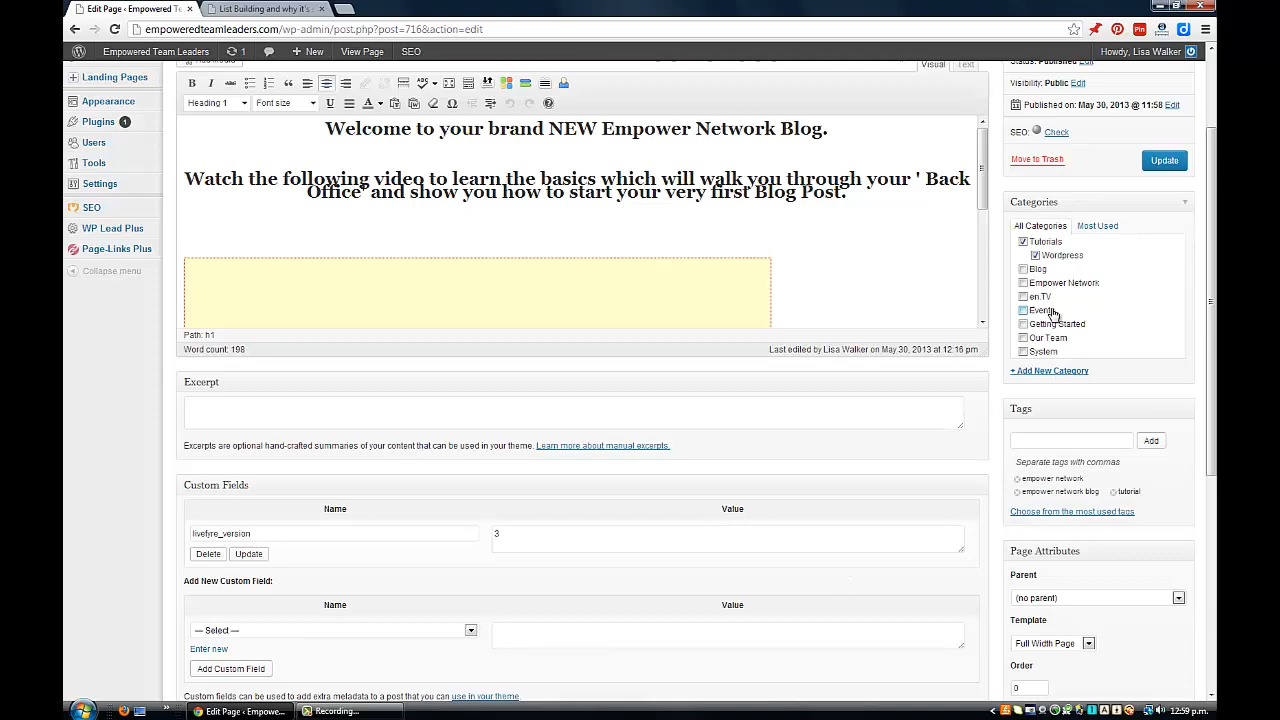 Edit Page ‹ Empowered Te
List Building and why it's
empoweredteamleaders.com/wp-admin/post.php?post=716&action=edit
Empowered Team Leaders
1
New
View Page
SEO
Howdy, Lisa Walker
Landing Pages
Appearance
Plugins 1
Users
Tools
Settings
SEO
WP Lead Plus
Page-Links Plus
Collapse menu
Visual
Text
Heading 1
Font size
Welcome to your brand NEW Empower Network Blog.
Watch the following video to learn the basics which will walk you through your ' Back
Office' and show you how to start your very first Blog Post.
Path: h1
Word count: 198
Last edited by Lisa Walker on May 30, 2013 at 12:16 pm
Excerpt
Excerpts are optional hand-crafted summaries of your content that can be used in your theme. Learn more about manual excerpts.
Custom Fields
Name
Value
livefyre_version
3
Delete
Update
Add New Custom Field:
Name
Value
— Select —
Enter new
Add Custom Field
Custom fields can be used to add extra metadata to a post that you can use in your theme.
Status: Published Edit
Visibility: Public Edit
Published on: May 30, 2013 @ 11:58 Edit
SEO: Check
Move to Trash
Update
Categories
All Categories
Most Used
Tutorials
Wordpress
Blog
Empower Network
en.TV
Events
Getting Started
Our Team
System
+ Add New Category
Tags
Add
Separate tags with commas
empower network
empower network blog
tutorial
Choose from the most used tags
Page Attributes
Parent
(no parent)
Template
Full Width Page
Order
0
Edit Page ‹ Empowe...
Recording...
12:59 p.m.